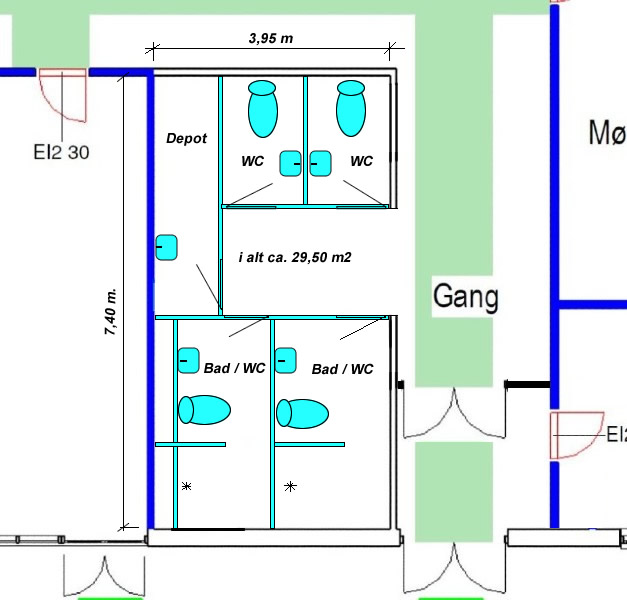 3,95 m
Depot
WC
WC
EI2 30
Mø
i alt ca. 29,50 m2
Gang
7,40 m.
Bad / WC
Bad / WC
EI2